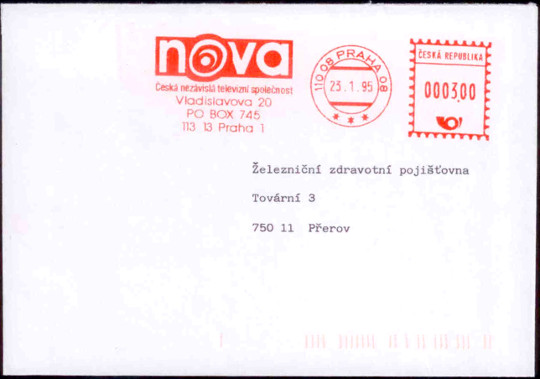 nova
Česká nezávislá televizní společnost
Vladislavova 20
PO BOX 745
113 13 Praha 1
110 08 PRAHA 08
23.1.95
ČESKÁ REPUBLIKA
0003,00
Železniční zdravotní pojišťovna
Tovární 3
750 11 Přerov